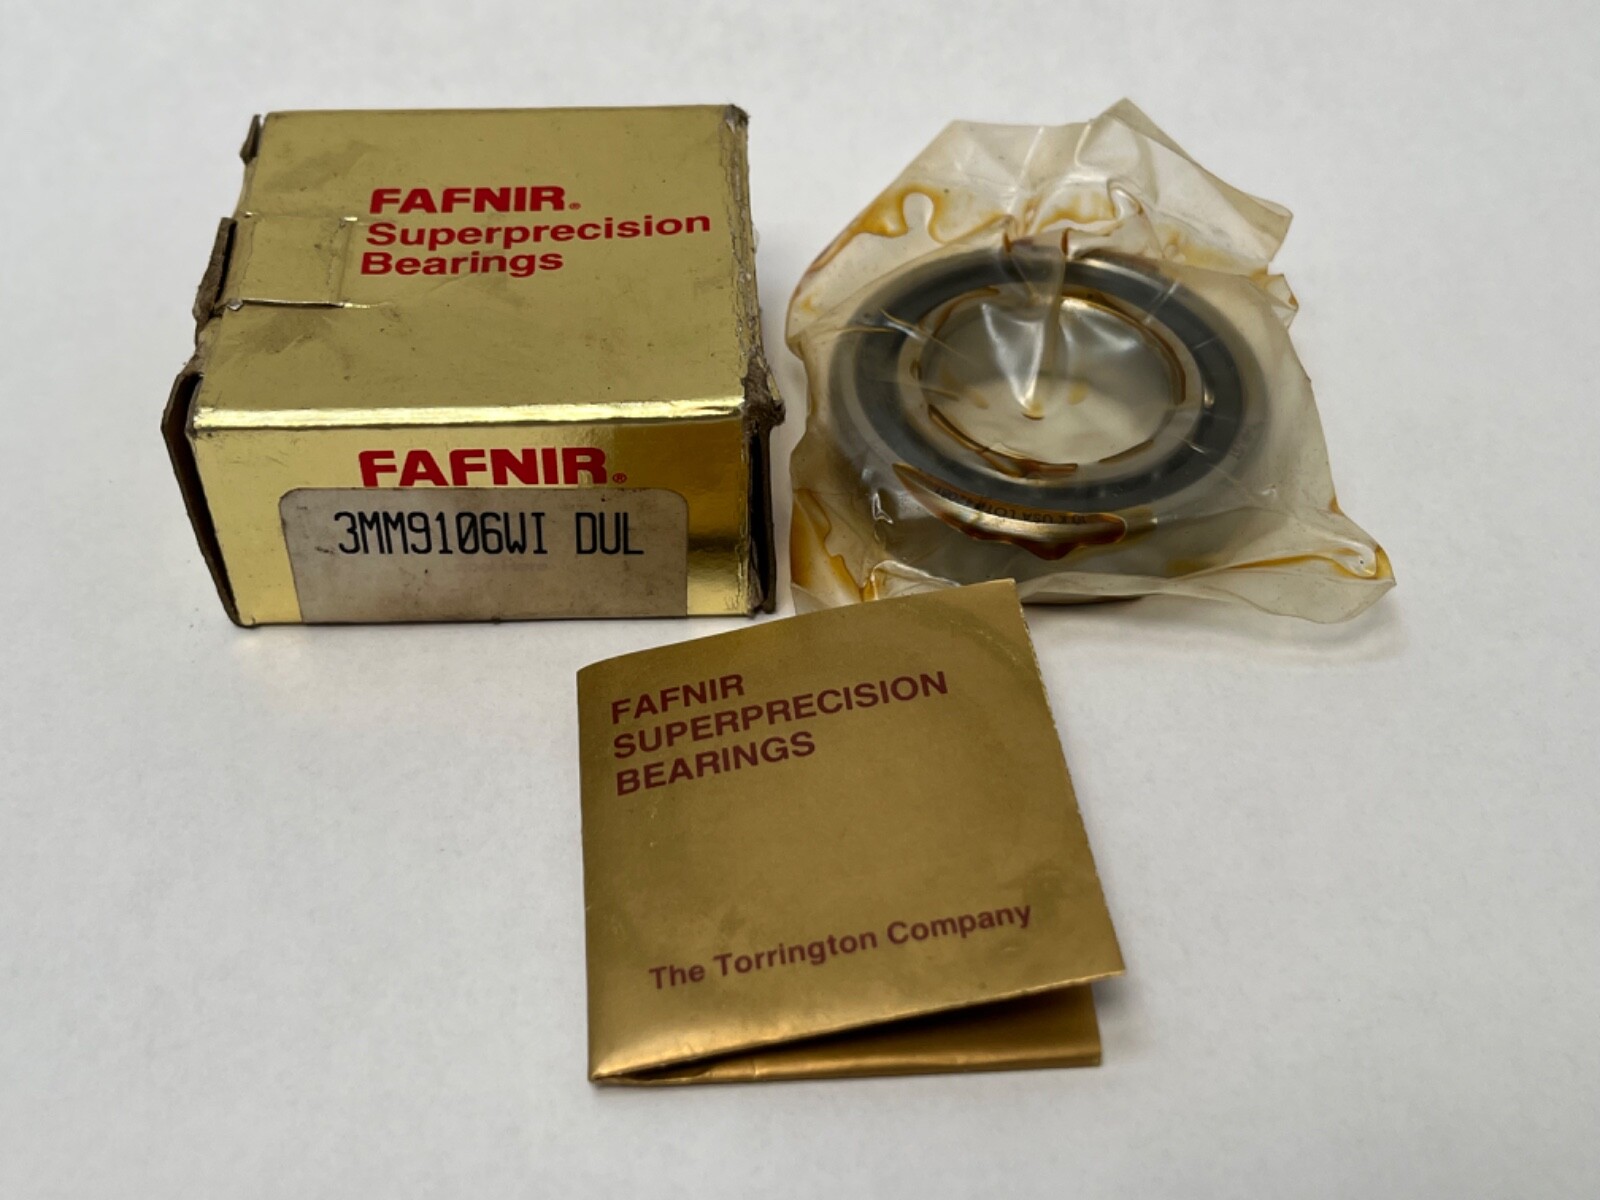 FAFNIR®
Superprecision
Bearings
FAFNIR®
3MM9106WI DUL
FAFNIR
SUPERPRECISION
BEARINGS
The Torrington Company